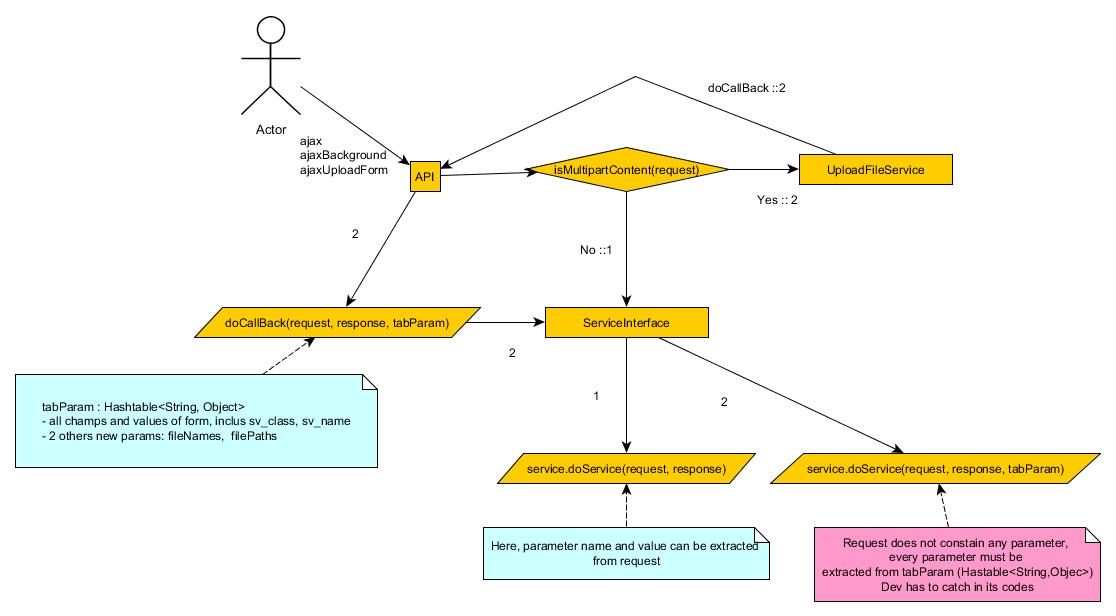 doCallBack ::2
Actor
ajax
ajaxBackground
ajaxUploadForm
API
isMultipartContent(request)
UploadFileService
Yes :: 2
2
No ::1
doCallBack(request, response, tabParam)
ServiceInterface
2
tabParam : Hashtable<String, Object>
- all champs and values of form, inclus sv_class, sv_name
- 2 others new params: fileNames,  filePaths
1
2
service.doService(request, response)
service.doService(request, response, tabParam)
Here, parameter name and value can be extracted
from request
Request does not constain any parameter,
every parameter must be
extracted from tabParam (Hastable<String,Objec>)
Dev has to catch in its codes